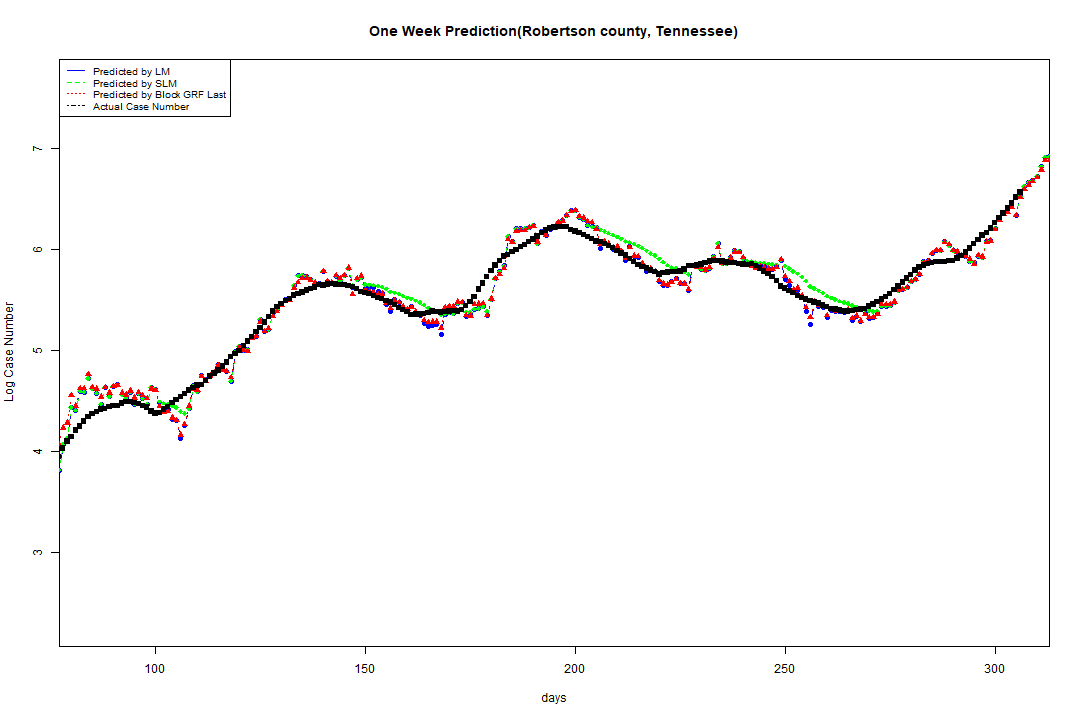 One Week Prediction(Robertson county, Tennessee)
Predicted by LM
Predicted by SLM
Predicted by Block GRF Last
Actual Case Number
7
6
5
4
3
Log Case Number
100 150 200 250 300
days